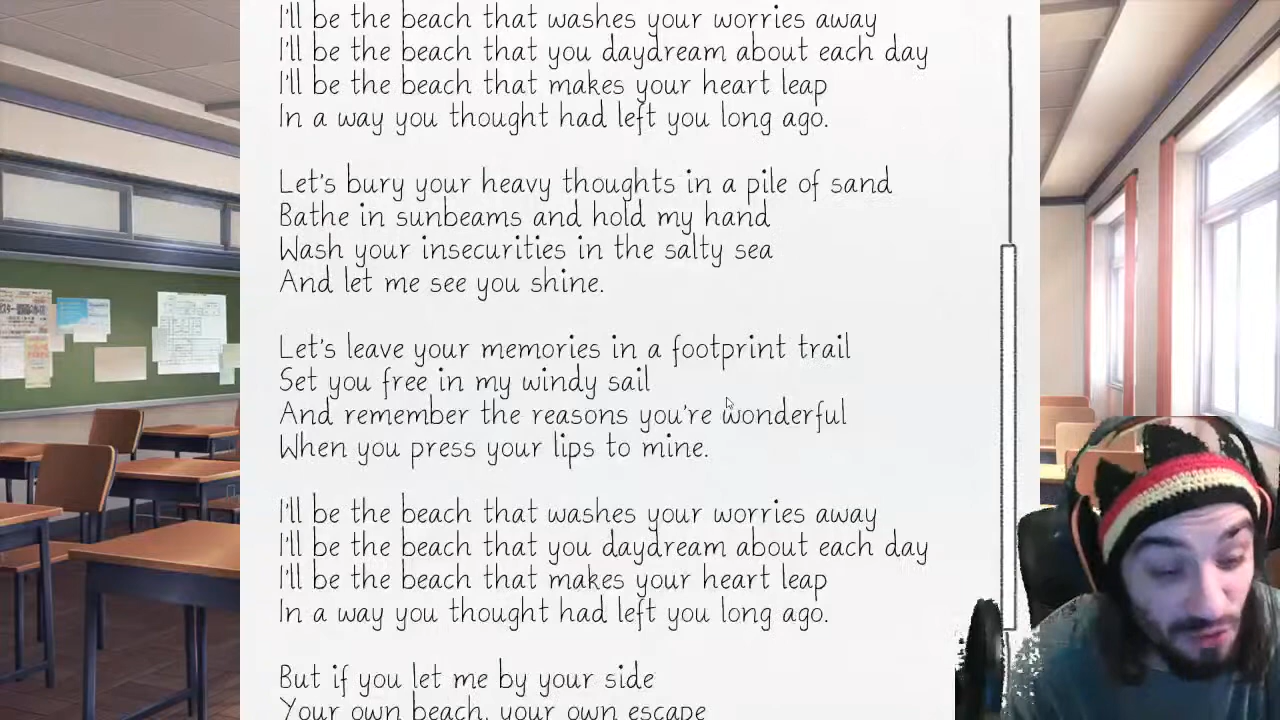 I'll be the beach that washes your worries away
I'll be the beach that you daydream about each day
I'll be the beach that makes your heart leap
In a way you thought had left you long ago.
Let's bury your heavy thoughts in a pile of sand
Bathe in sunbeams and hold my hand
Wash your insecurities in the salty sea
And let me see you shine.
Let's leave your memories in a footprint trail
Set you free in my windy sail
And remember the reasons you're wonderful
When you press your lips to mine.
I'll be the beach that washes your worries away
I'll be the beach that you daydream about each day
I'll be the beach that makes your heart leap
In a way you thought had left you long ago.
But if you let me by your side
Your own beach, your own escape